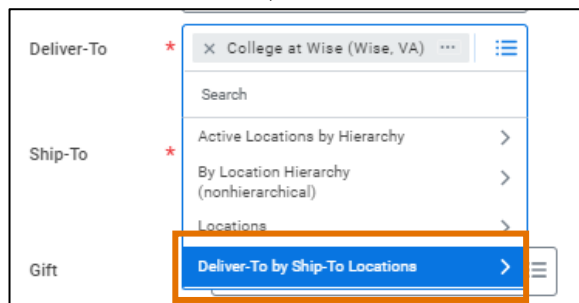 Deliver-To *
× College at Wise (Wise, VA) ...
Search
Active Locations by Hierarchy
Ship-To *
By Location Hierarchy
(nonhierarchical)
Locations
Deliver-To by Ship-To Locations
Gift